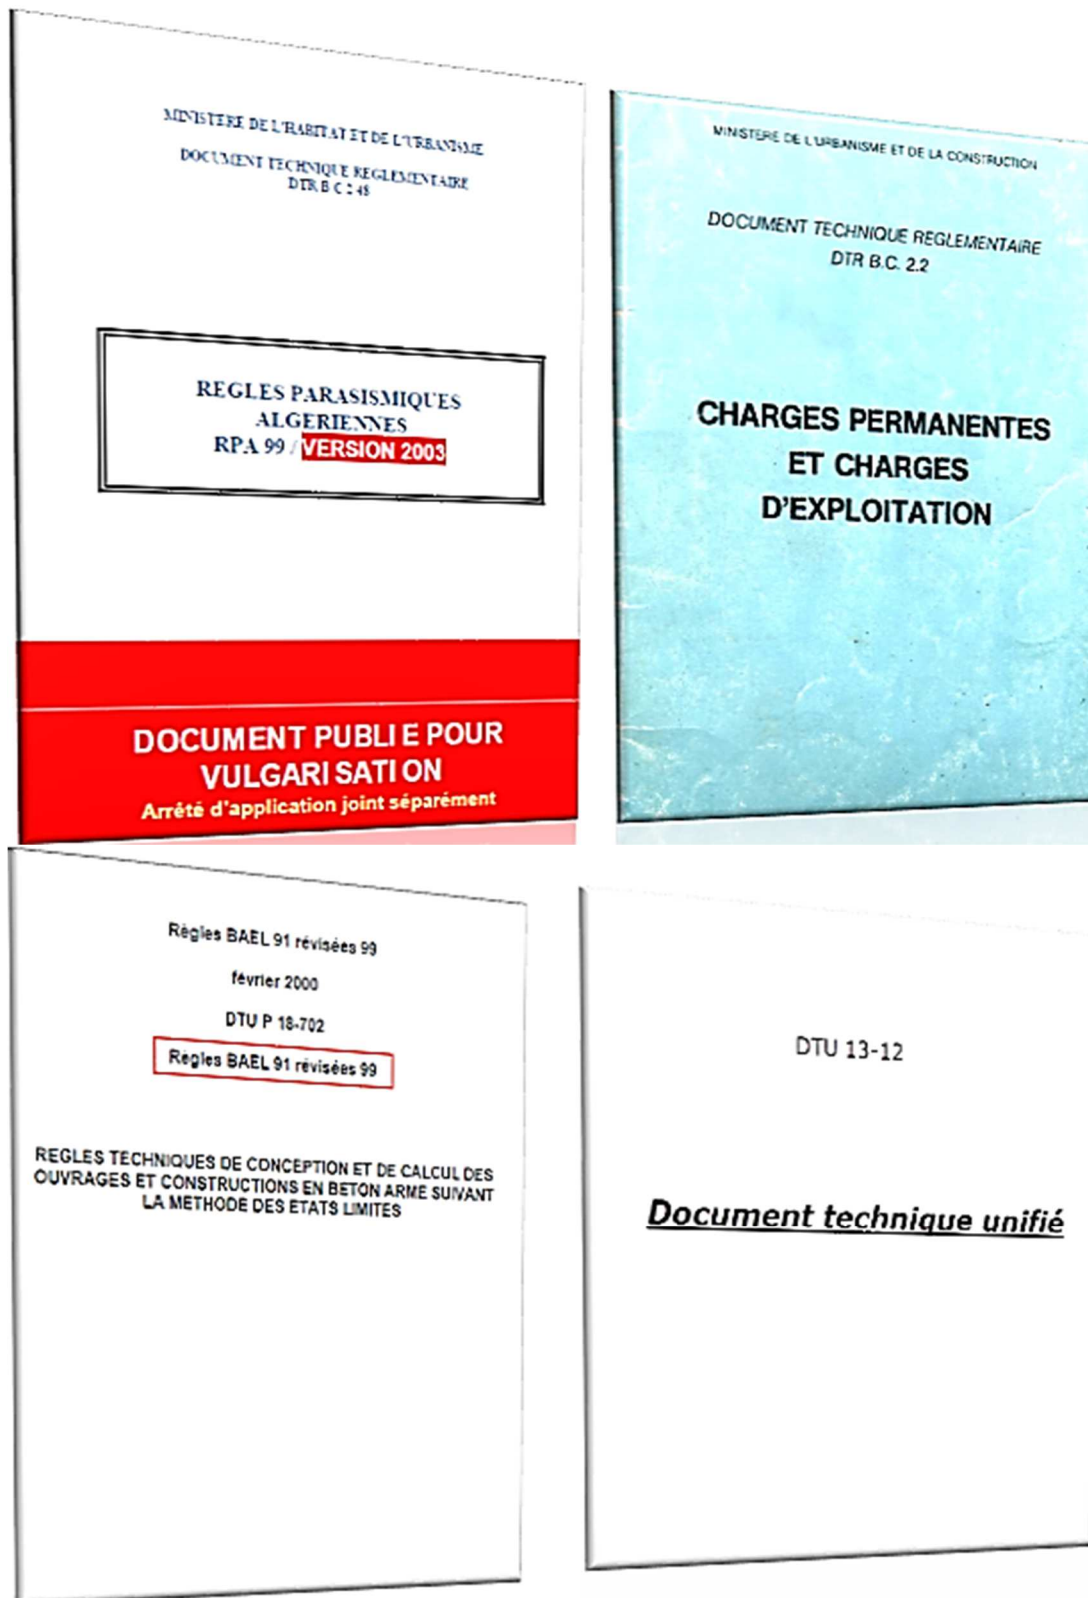 MINISTERE DE L'HABITAT ET DE L'URBANISME
DOCUMENT TECHNIQUE REGLEMENTAIRE
DTR B C 2 48
REGLES PARASISMIQUES
ALGERIENNES
RPA 99 / VERSION 2003
DOCUMENT PUBLI E POUR
VULGARI SATI ON
Arrêté d'application joint séparément
MINISTERE DE L'URBANISME ET DE LA CONSTRUCTION
DOCUMENT TECHNIQUE REGLEMENTAIRE
DTR B.C. 2.2
CHARGES PERMANENTES
ET CHARGES
D'EXPLOITATION
Règles BAEL 91 révisées 99
février 2000
DTU P 18-702
Règles BAEL 91 révisées 99
REGLES TECHNIQUES DE CONCEPTION ET DE CALCUL DES
OUVRAGES ET CONSTRUCTIONS EN BETON ARME SUIVANT
LA METHODE DES ETATS LIMITES
DTU 13-12
Document technique unifié